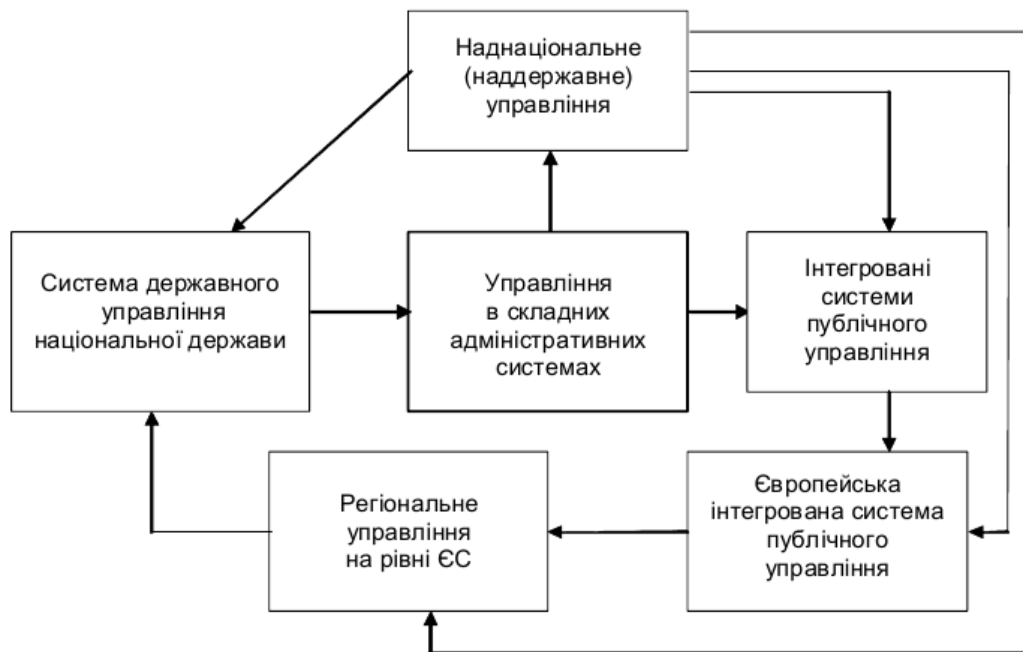 Наднаціональне
(наддержавне)
управління
Система державного
управління
національної держави
Управління
в складних
адміністративних
системах
Інтегровані
системи
публічного
управління
Регіональне
управління
на рівні ЄС
Європейська
інтегрована система
публічного
управління